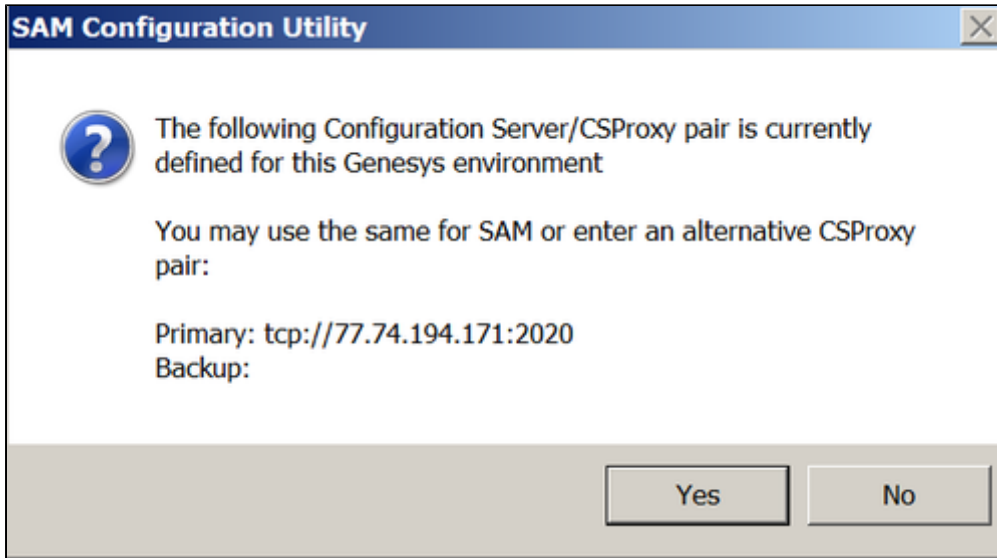 SAM Configuration Utility
The following Configuration Server/CSProxy pair is currently
defined for this Genesys environment
You may use the same for SAM or enter an alternative CSProxy
pair:
Primary: tcp://77.74.194.171:2020
Backup:
Yes
No